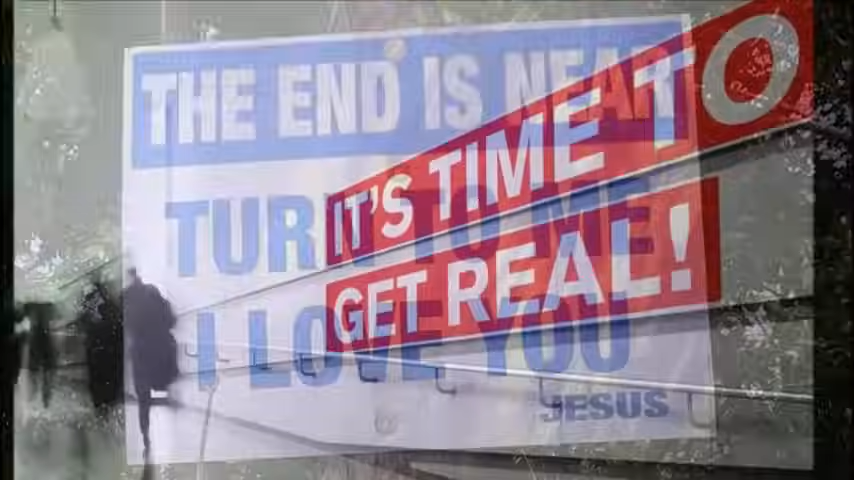 THE END IS NEAR
TURN TO ME
I LOVE YOU
JESUS
IT'S TIME TO
GET REAL!